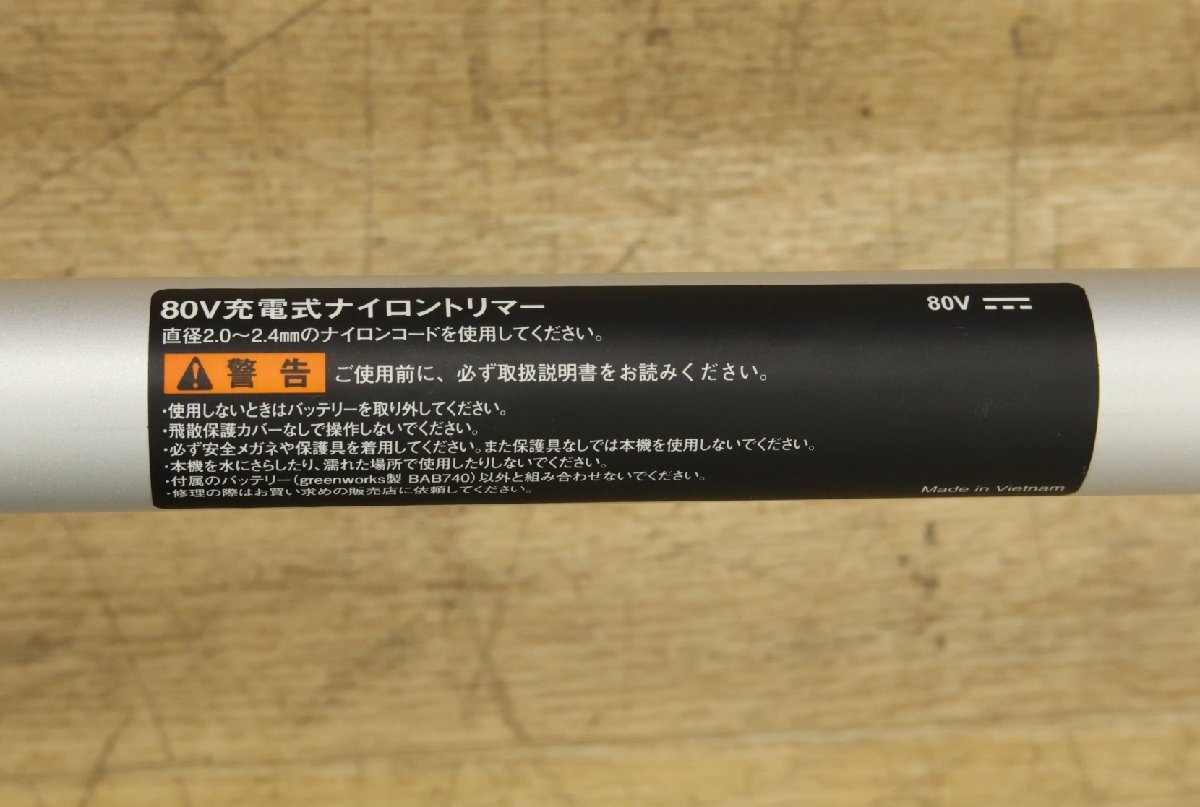 80V充電式ナイロントリマー
80V
直径2.0～2.4㎜のナイロンコードを使用してください。
警告 ご使用前に、必ず取扱説明書をお読みください。
・使用しないときはバッテリーを取り外してください。
・飛散保護カバーなしで操作しないでください。
・必ず安全メガネや保護具を着用してください。また保護具なしでは本機を使用しないでください。
・本機を水にさらしたり、濡れた場所で使用したりしないでください。
・付属のバッテリー(greenworks製 BAB740)以外と組み合わせないでください。
・修理の際はお買い求めの販売店に依頼してください。
Made in Vietnam